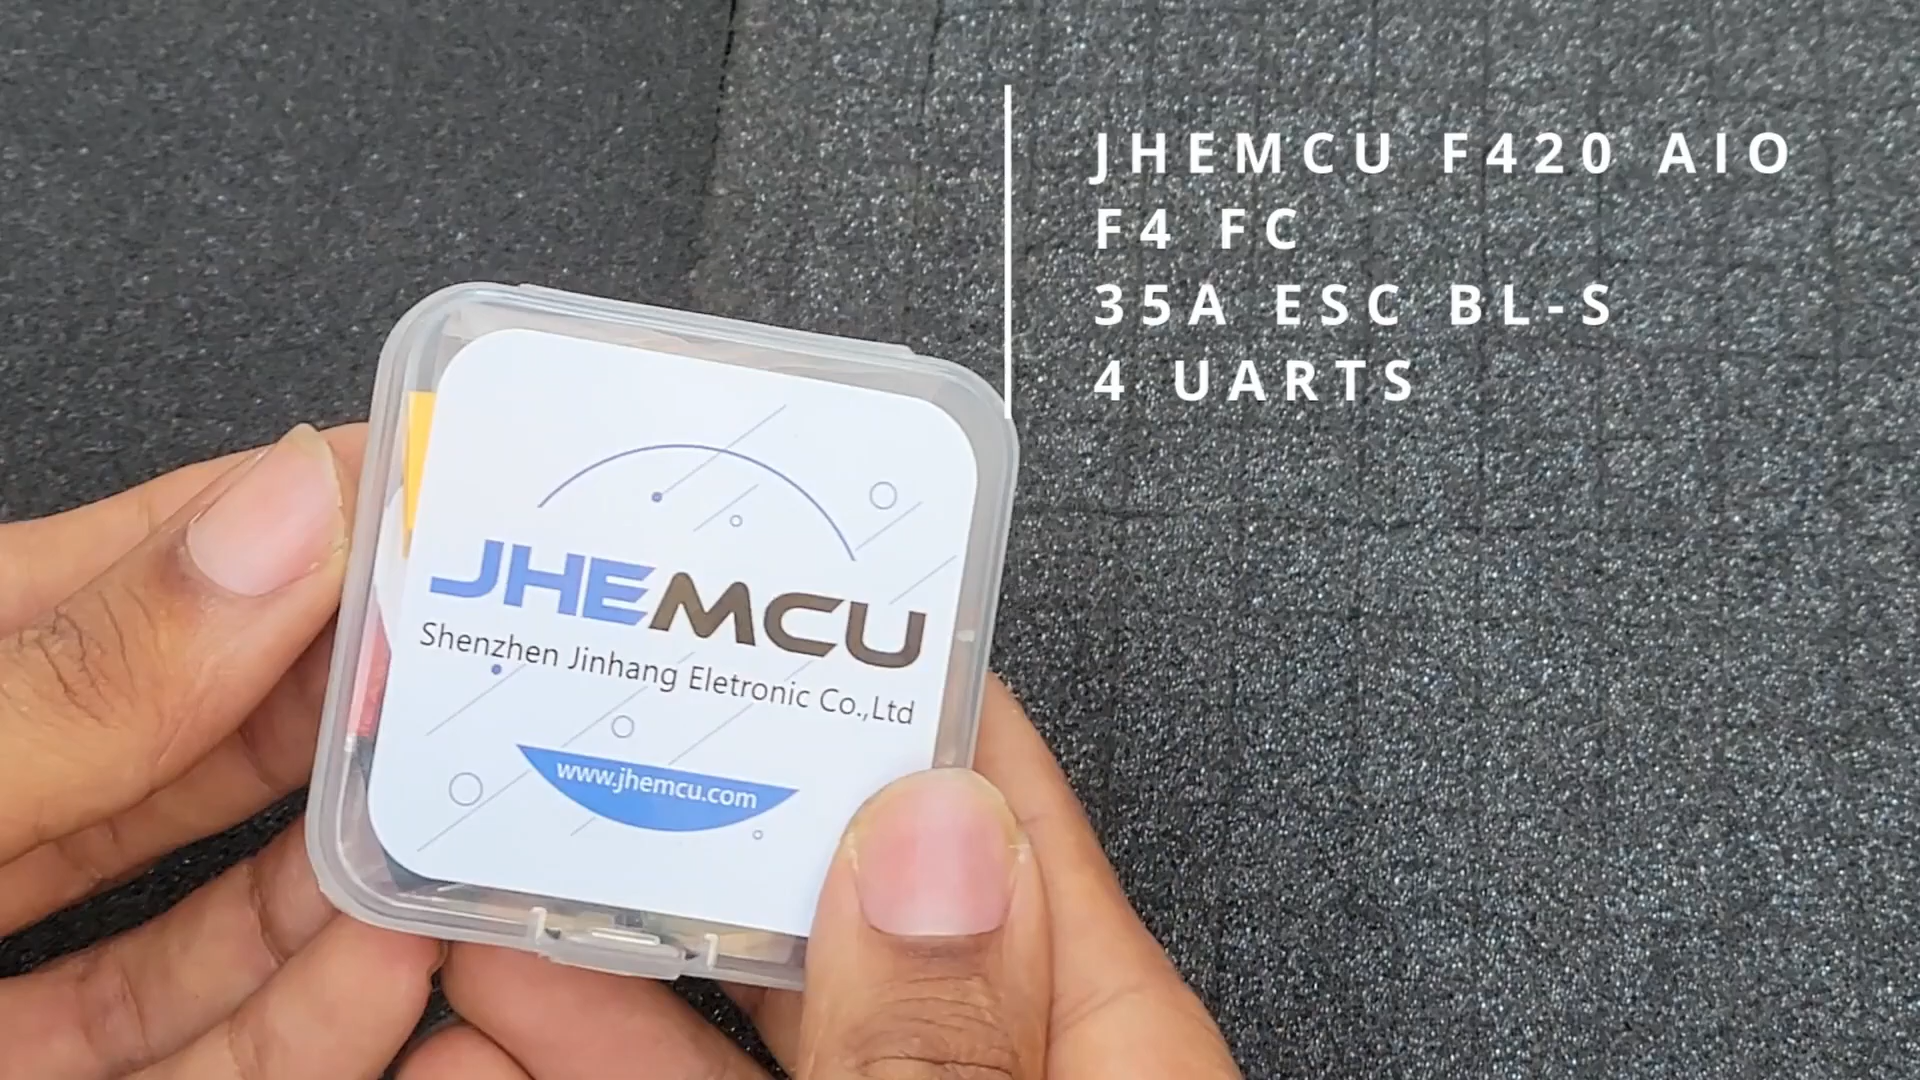 JHEMCU F420 AIO
F4 FC
35A ESC BL-S
4 UARTS
JHEMCU
Shenzhen Jinhang Eletronic Co.,Ltd
www.jhemcu.com